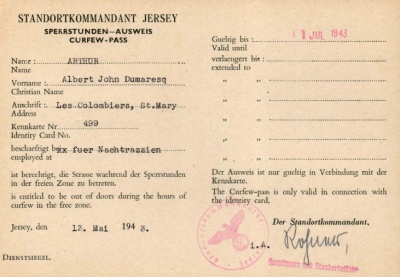 STANDORTKOMMANDANT JERSEY
SPERRSTUNDEN—AUSWEIS
CURFEW-PASS
Name : ARTHUR
Name
Vorname : Albert John Dumaresq
Christian Name
Anschrift : Les Colombiers, St.Mary
Address
Kennkarte Nr 499
Identity Card No.
beschaeftigt bei Ex fuer Nachtrazzien
employed at
ist berechtigt, die Strasse waehrend der Sperrstunden
in der freien Zone zu betreten.
is entitled to be out of doors during the hours of
curfew in the free zone.
Jersey, den 13. Mai 1943.
DIENSTSIEGEL.
Gueltig bis : JUL 1943
Valid until
verlaengert bis :
extended to
„ „
„ „
„ „
„ „
Der Ausweis ist nur gueltig in Verbindung mit der
Kennkarte.
The Curfew-pass is only valid in connection with
the identity card.
Der Standortkommandant,
i.A.